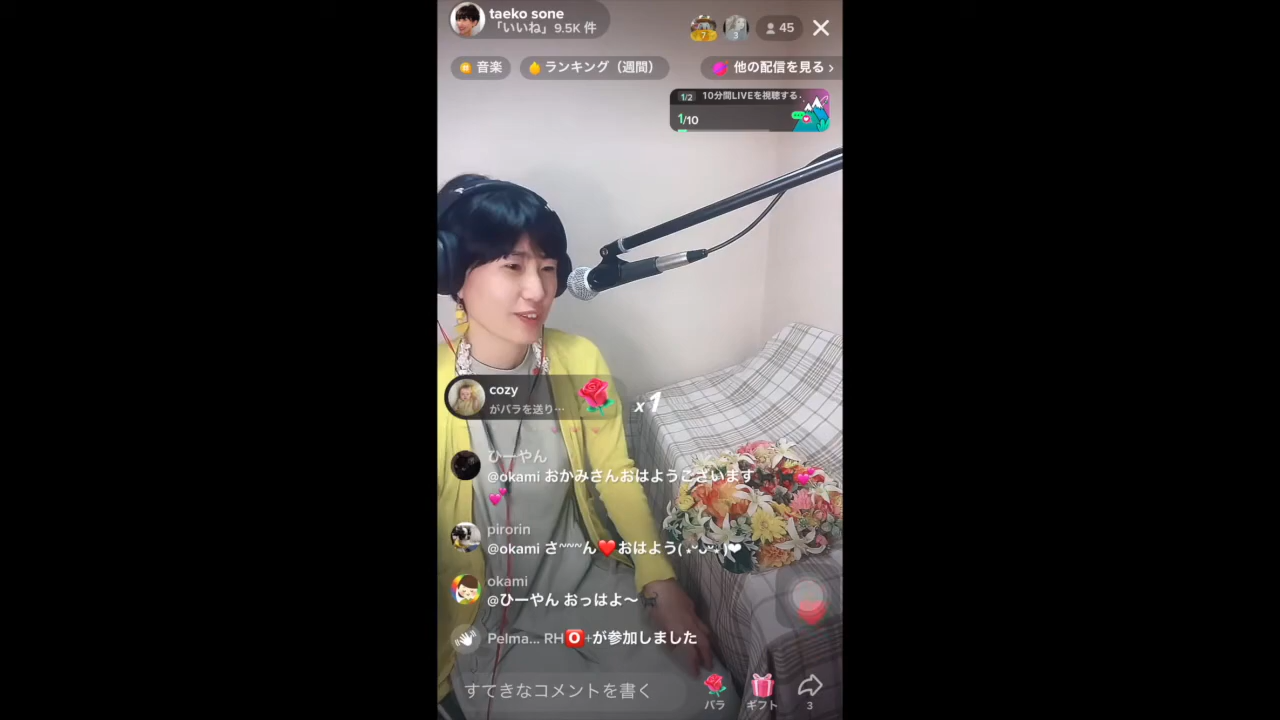 taeko sone
「いいね」9.5K 件
7
3
45
音楽
ランキング（週間）
他の配信を見る ›
1/2 10分間LIVEを視聴する.
1/10
cozy
がバラを送り…
x1
ひーやん
@okami おかみさんおはようございます
💕
pirorin
@okami さ~~~ん❤️おはよう( ⁎ᵕᴗᵕ⁎ )❤
okami
@ひーやん おっはよ〜
Pelma... RH🅾️+が参加しました
すてきなコメントを書く
バラ
ギフト
3